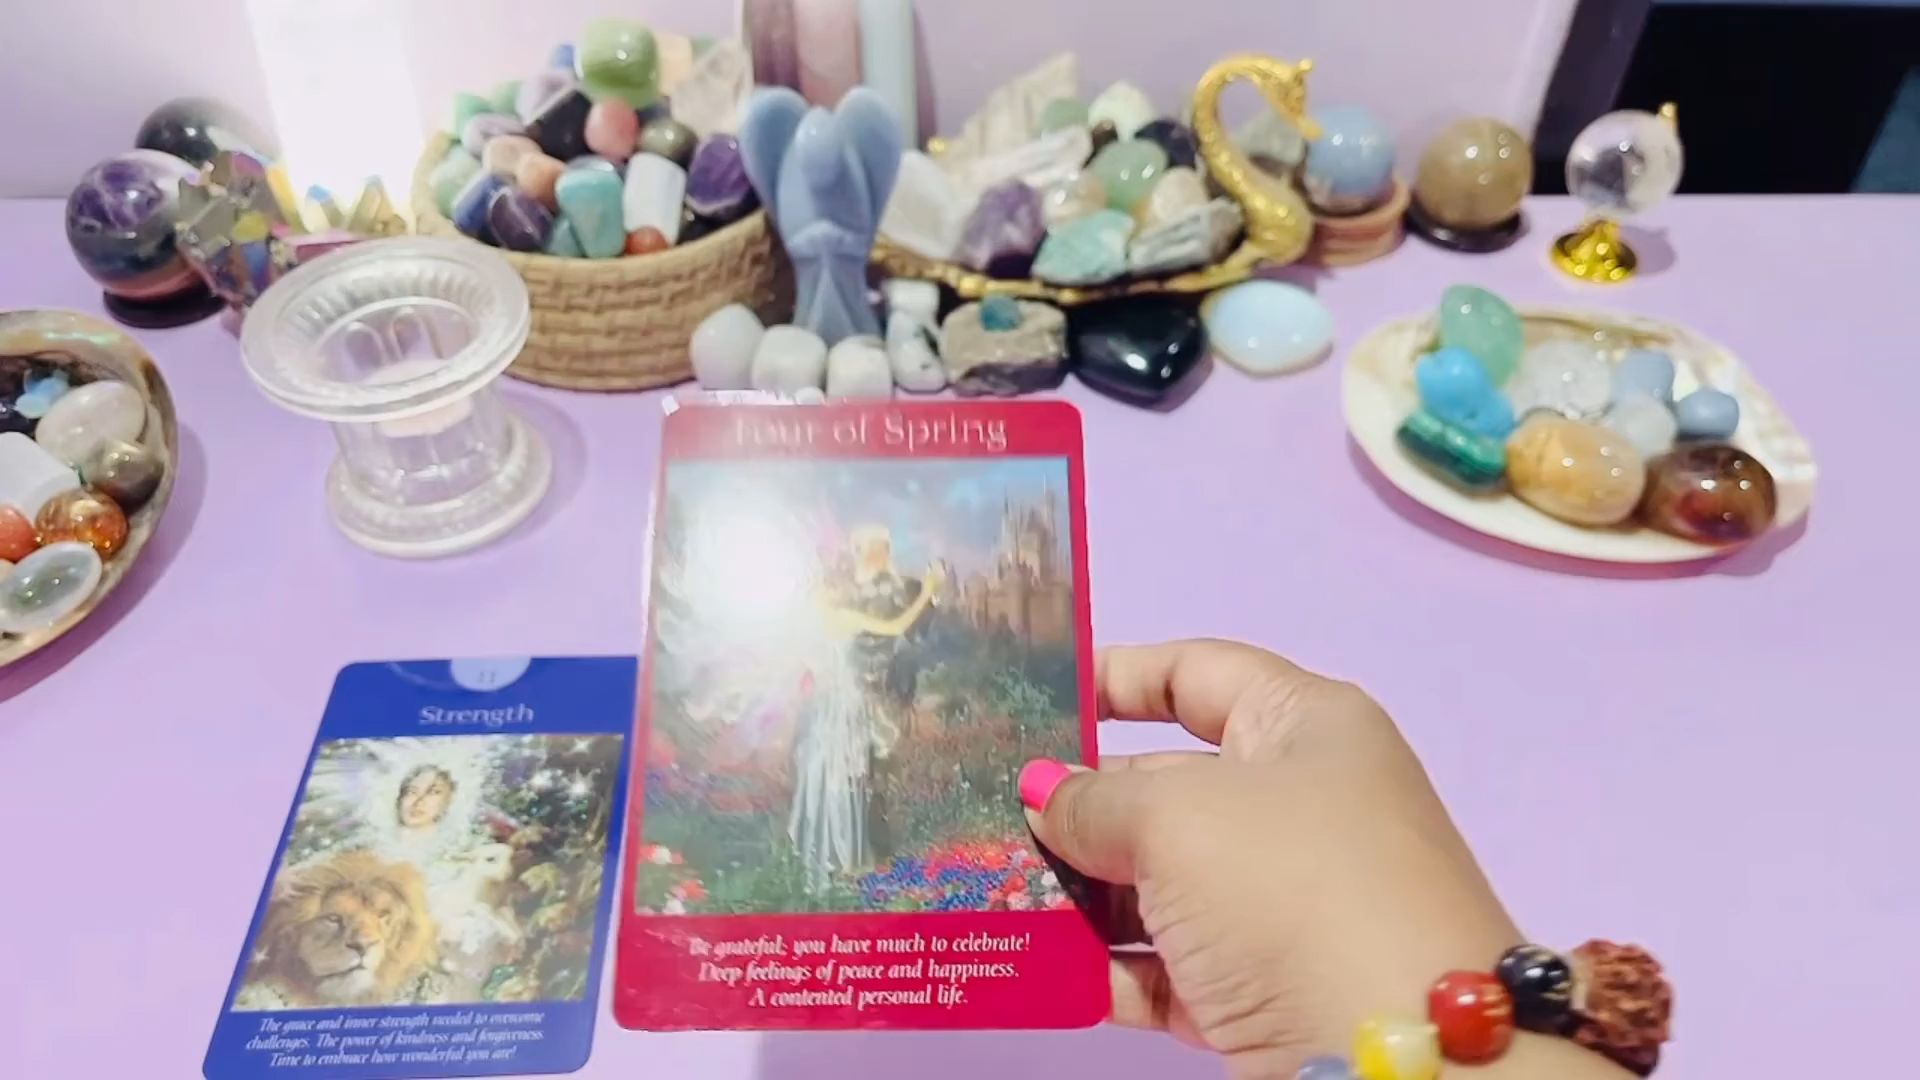 Four of Spring
Be grateful; you have much to celebrate!
Deep feelings of peace and happiness.
A contented personal life.
11
Strength
The grace and inner strength needed to overcome
challenges. The power of kindness and forgiveness.
Time to embrace how wonderful you are!